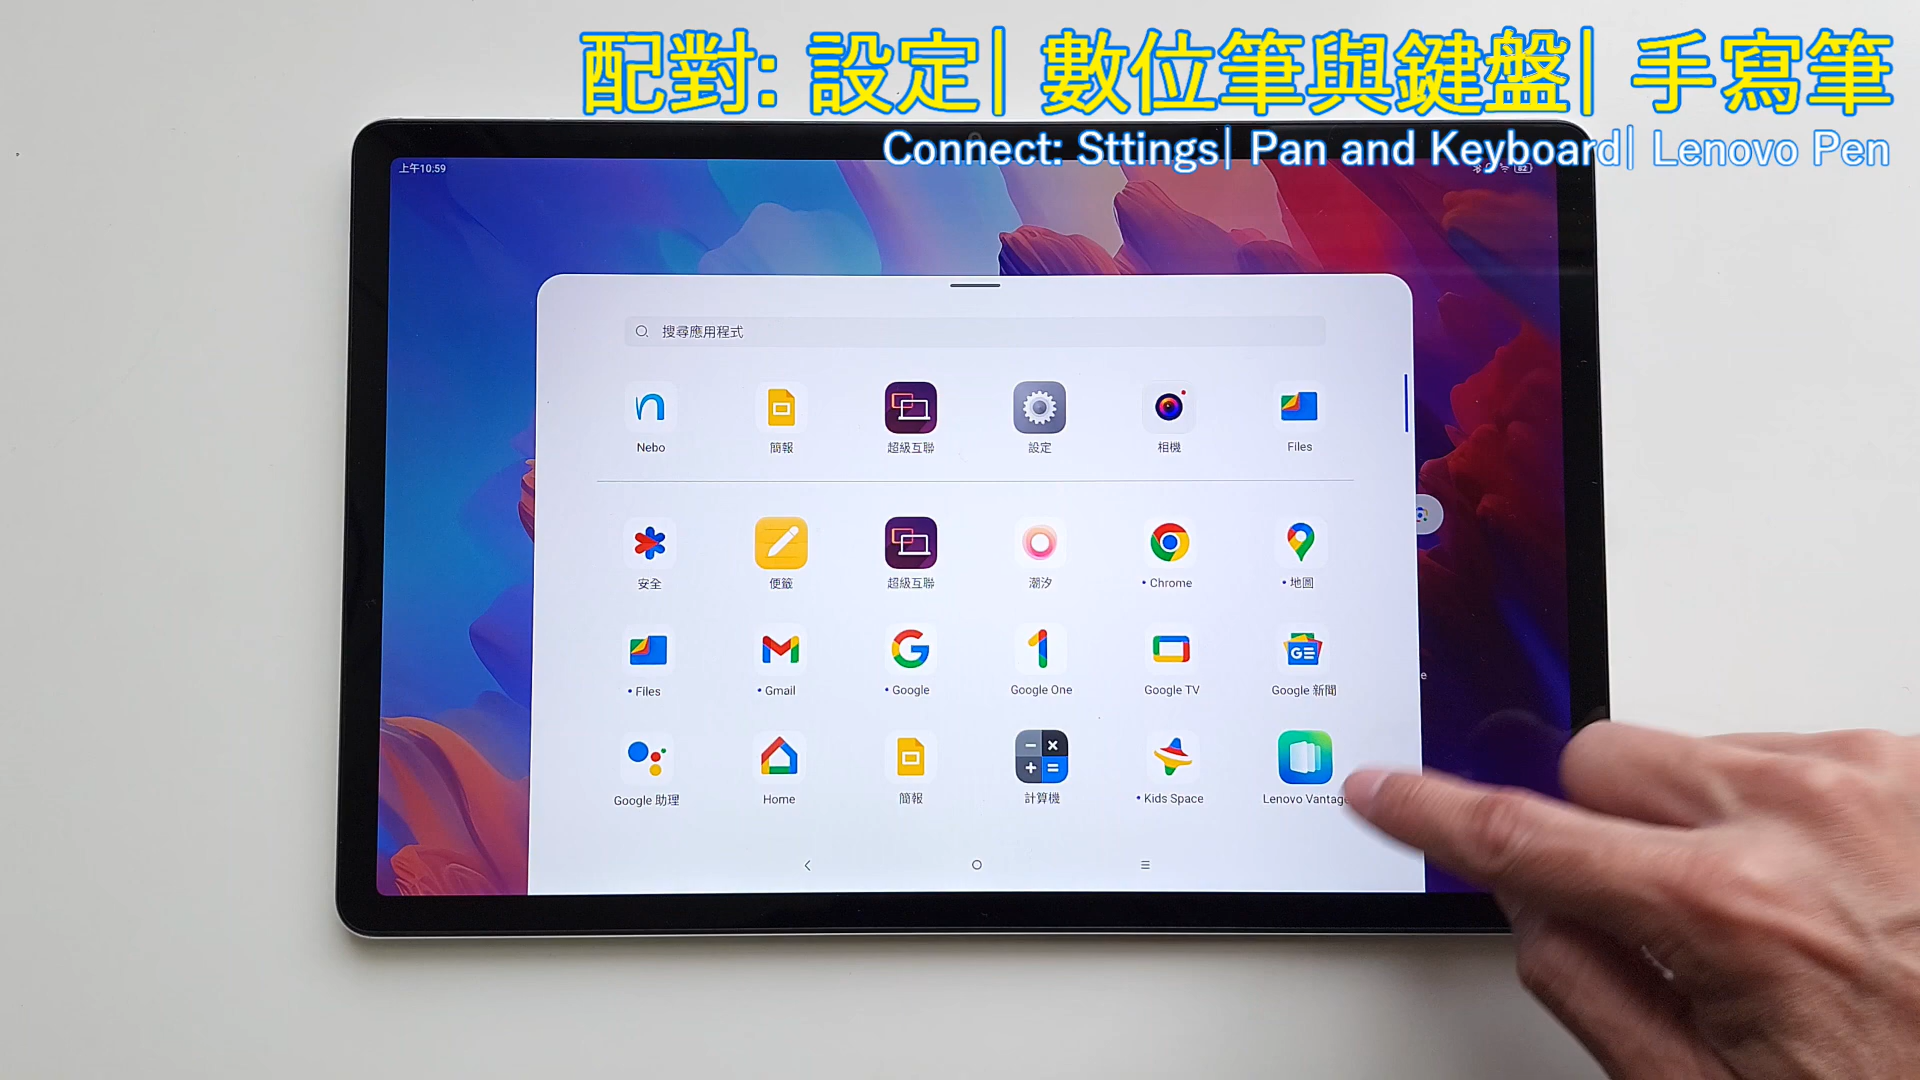 配對: 設定| 數位筆與鍵盤| 手寫筆
Connect: Sttings| Pan and Keyboard| Lenovo Pen
上午10:59
82
搜尋應用程式
Nebo 簡報 超級互聯 設定 相機 Files
安全 便籤 超級互聯 潮汐 Chrome 地圖
Files Gmail Google Google One Google TV Google 新聞
Google 助理 Home 簡報 計算機 Kids Space Lenovo Vantage